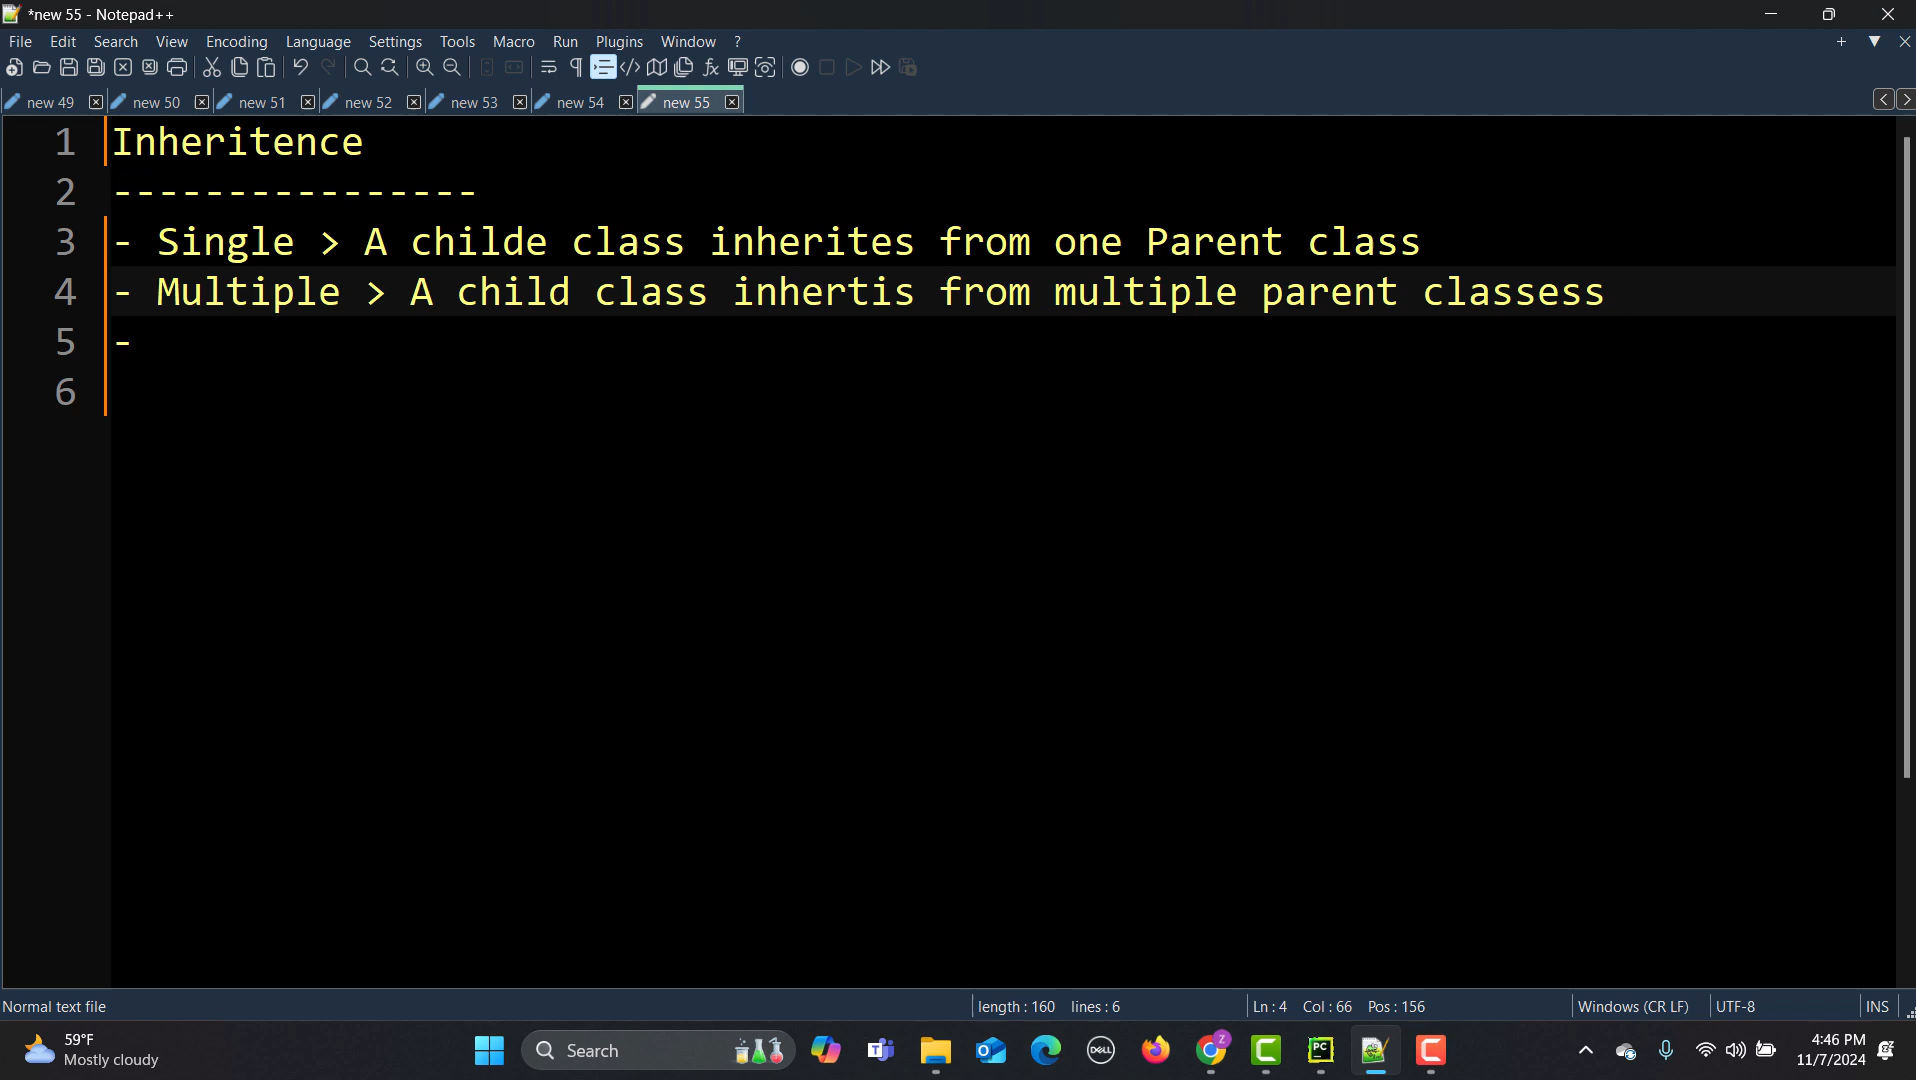 *new 55 - Notepad++
File Edit Search View Encoding Language Settings Tools Macro Run Plugins Window ?
new 49 new 50 new 51 new 52 new 53 new 54 new 55
1 Inheritence
2 ----------------
3 - Single > A childe class inherites from one Parent class
4 - Multiple > A child class inhertis from multiple parent classess
5 -
6
Normal text file length : 160 lines : 6 Ln : 4 Col : 66 Pos : 156 Windows (CR LF) UTF-8 INS
59°F
Mostly cloudy
Search
DELL
Z
PC
4:46 PM
11/7/2024